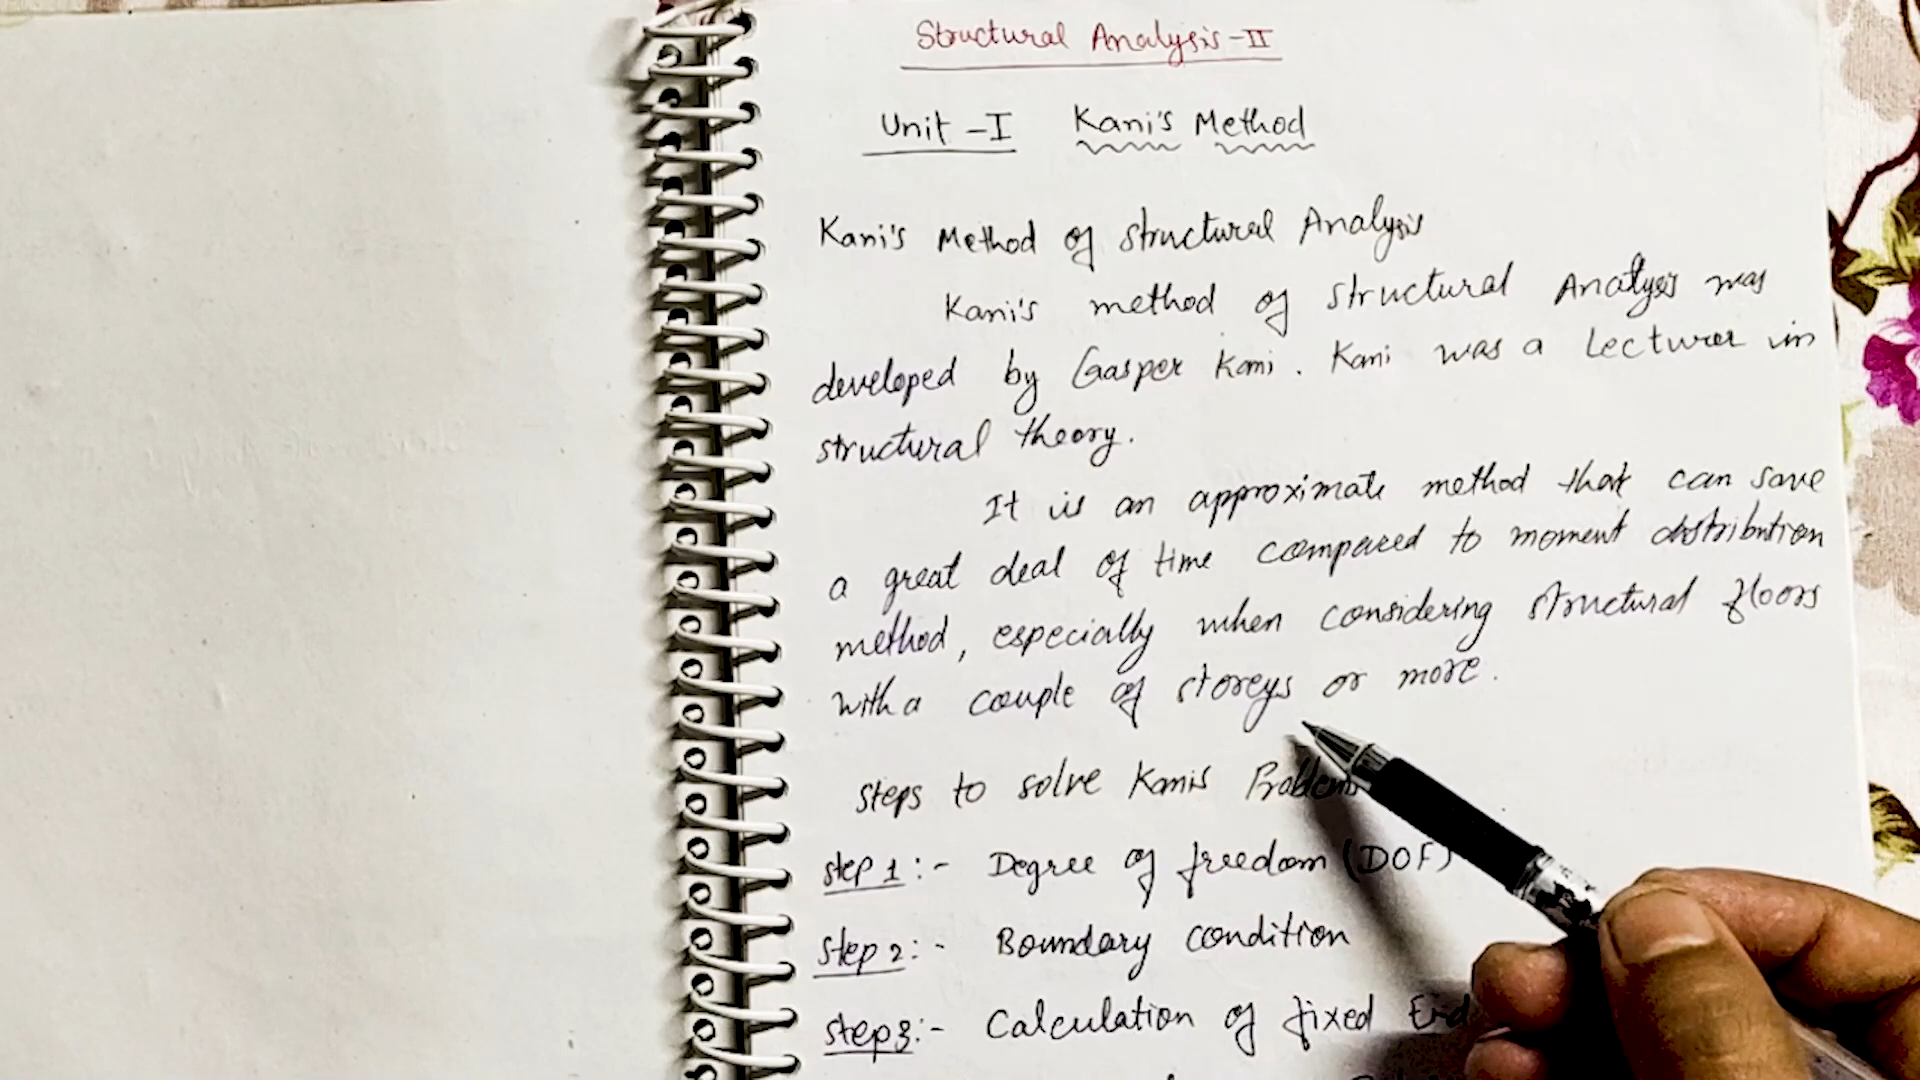 Structural Analysis-II
Unit-I Kani's Method
Kani's Method of structural Analysis
Kani's method of structural Analysis was
developed by Gasper Kani. Kani was a Lecturer in
structural theory.
It is an approximate method that can save
a great deal of time compared to moment distribution
method, especially when considering structural floors
with a couple of storeys or more.
steps to solve Kanis Problems
step 1:- Degree of freedom (DOF)
step 2:- Boundary condition
step 3:- Calculation of fixed End